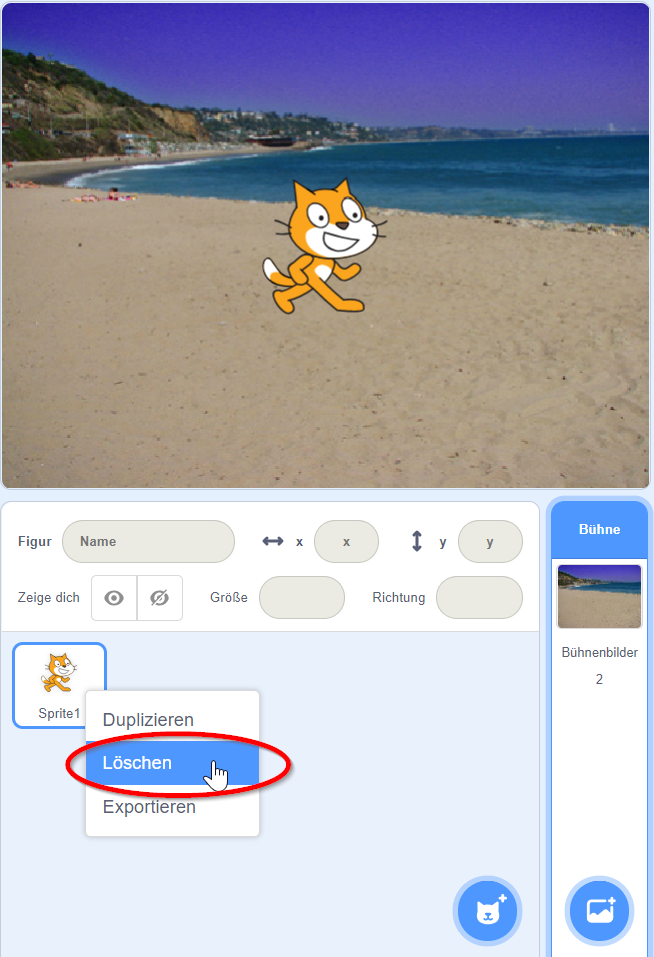 Figur Name x x y y
Zeige dich Größe Richtung
Bühne
Bühnenbilder
2
Sprite1
Duplizieren
Löschen
Exportieren